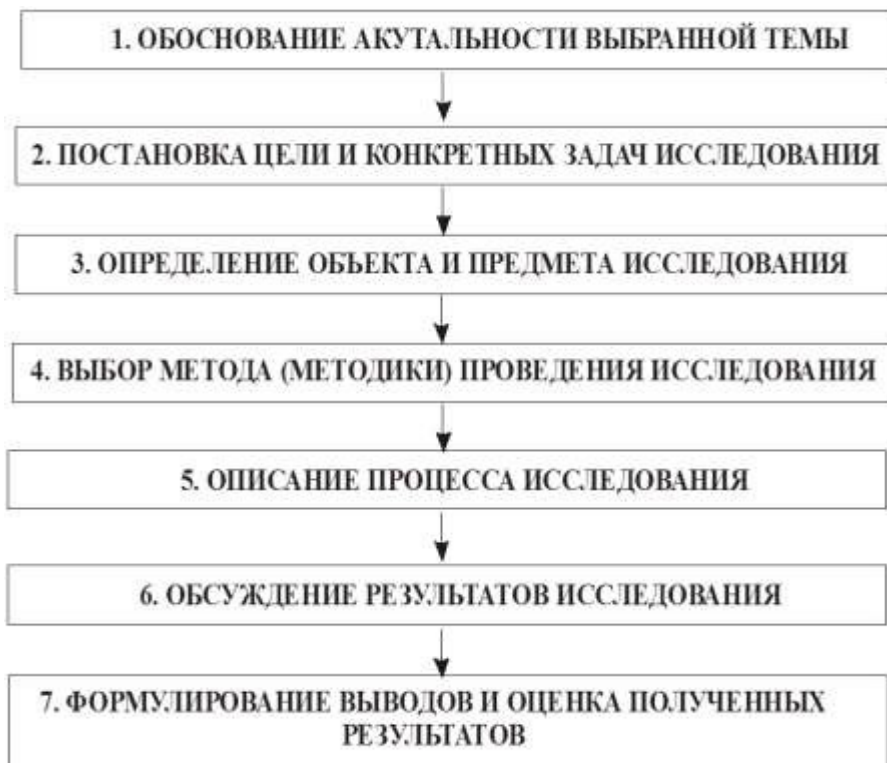 1. ОБОСНОВАНИЕ АКУТАЛЬНОСТИ ВЫБРАННОЙ ТЕМЫ
2. ПОСТАНОВКА ЦЕЛИ И КОНКРЕТНЫХ ЗАДАЧ ИССЛЕДОВАНИЯ
3. ОПРЕДЕЛЕНИЕ ОБЪЕКТА И ПРЕДМЕТА ИССЛЕДОВАНИЯ
4. ВЫБОР МЕТОДА (МЕТОДИКИ) ПРОВЕДЕНИЯ ИССЛЕДОВАНИЯ
5. ОПИСАНИЕ ПРОЦЕССА ИССЛЕДОВАНИЯ
6. ОБСУЖДЕНИЕ РЕЗУЛЬТАТОВ ИССЛЕДОВАНИЯ
7. ФОРМУЛИРОВАНИЕ ВЫВОДОВ И ОЦЕНКА ПОЛУЧЕННЫХ
РЕЗУЛЬТАТОВ